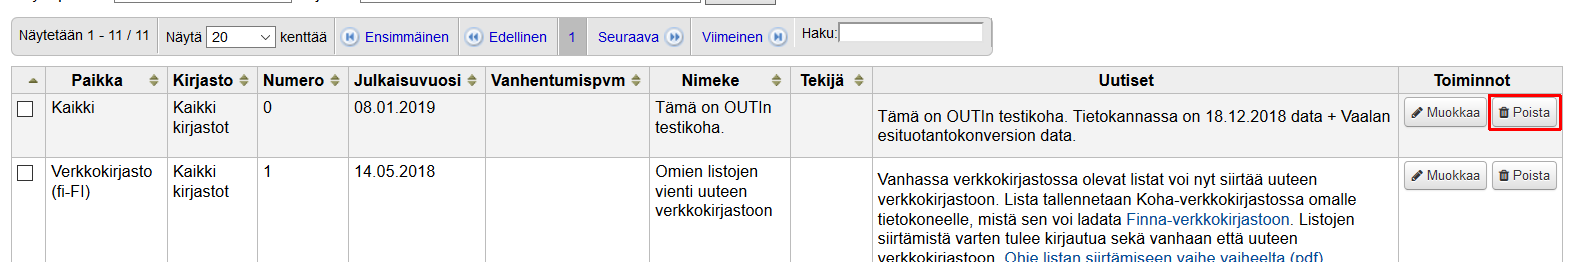 Näytetään 1 - 11 / 11 Näytä 20 kenttää Ensimmäinen Edellinen 1 Seuraava Viimeinen Haku:
Paikka Kirjasto Numero Julkaisuvuosi Vanhentumispvm Nimeke Tekijä Uutiset Toiminnot
Kaikki
Kaikki
kirjastot
0
08.01.2019
Tämä on OUTIn
testikoha.
Tämä on OUTIn testikoha. Tietokannassa on 18.12.2018 data + Vaalan
esituotantokonversion data.
Muokkaa Poista
Verkkokirjasto
(fi-FI)
Kaikki
kirjastot
1
14.05.2018
Omien listojen
vienti uuteen
verkkokirjastoon
Vanhassa verkkokirjastossa olevat listat voi nyt siirtää uuteen
verkkokirjastoon. Lista tallennetaan Koha-verkkokirjastossa omalle
tietokoneelle, mistä sen voi ladata Finna-verkkokirjastoon. Listojen
siirtämistä varten tulee kirjautua sekä vanhaan että uuteen
verkkokirjastoon. Ohje listan siirtämiseen vaihe vaiheelta (pdf)
Muokkaa Poista